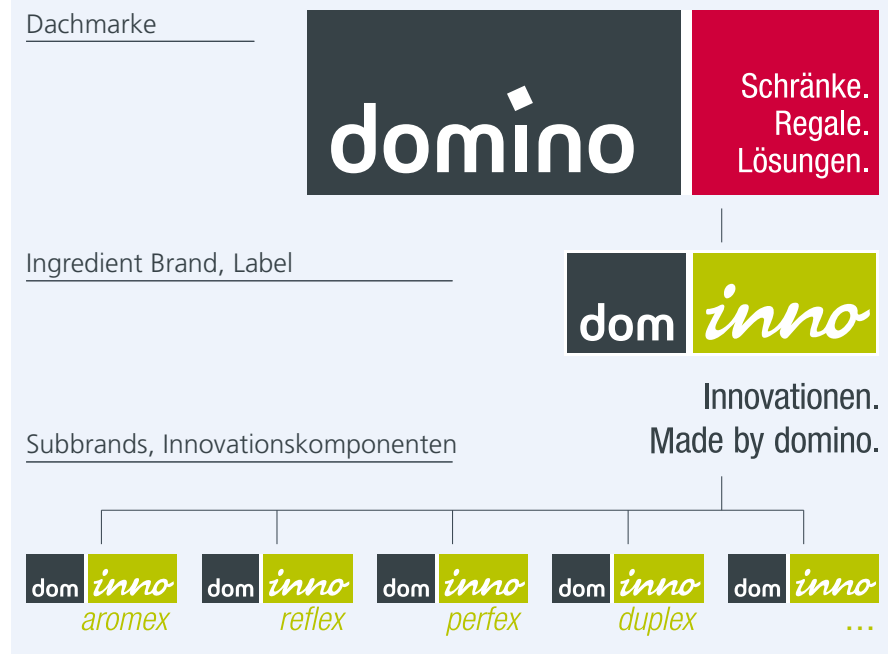 Dachmarke
domino
Schränke.
Regale.
Lösungen.
Ingredient Brand, Label
dom inno
Innovationen.
Made by domino.
Subbrands, Innovationskomponenten
dom inno
aromex
dom inno
reflex
dom inno
perfex
dom inno
duplex
dom inno
...